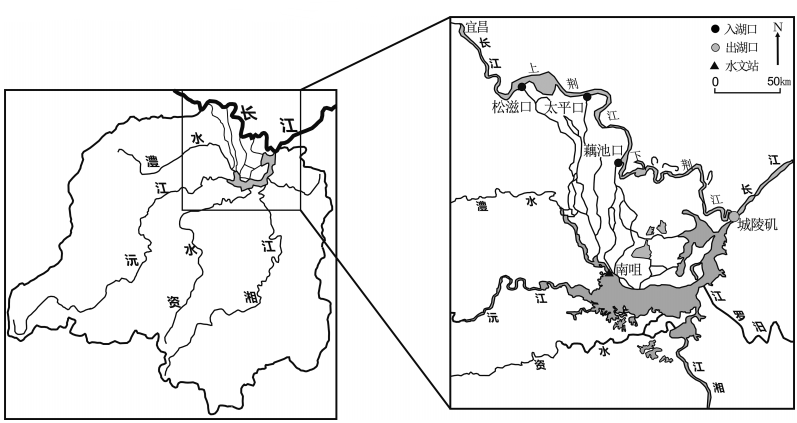 长江
澧水
沅江
资水
湘江
宜昌
长江
上荆江
松滋口
太平口
藕池口
下荆江
长江
城陵矶
澧水
南咀
沅江
资水
汨罗江
湘江
入湖口
出湖口
水文站
N
0 50km